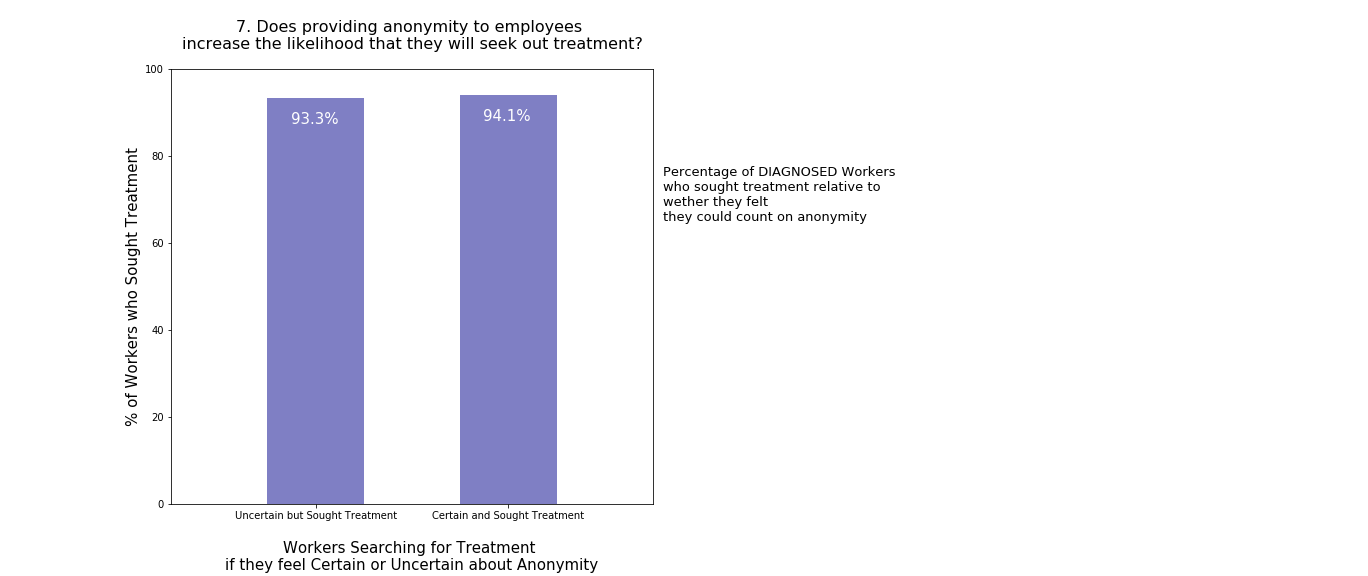 7. Does providing anonymity to employees
increase the likelihood that they will seek out treatment?
100
80
60
40
20
0
% of Workers who Sought Treatment
93.3%
94.1%
Percentage of DIAGNOSED Workers
who sought treatment relative to
wether they felt
they could count on anonymity
Uncertain but Sought Treatment
Certain and Sought Treatment
Workers Searching for Treatment
if they feel Certain or Uncertain about Anonymity